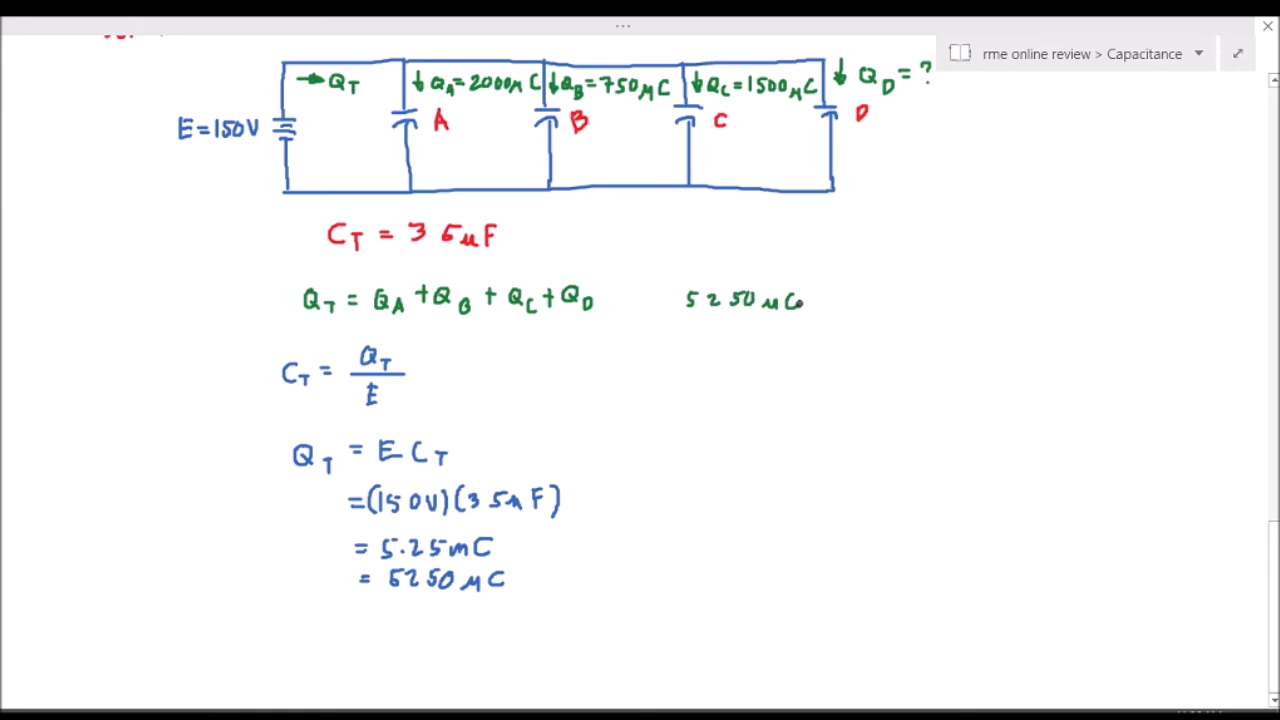 rme online review > Capacitance
→ Q_T
↓ Q_A = 2000μC
↓ Q_B = 750μC
↓ Q_C = 1500μC
↓ Q_D = ?
E = 150V
A
B
C
D
C_T = 35μF
Q_T = Q_A + Q_B + Q_C + Q_D
5250μC
C_T = Q_T / E
Q_T = E C_T
= (150V)(35μF)
= 5.25mC
= 5250μC